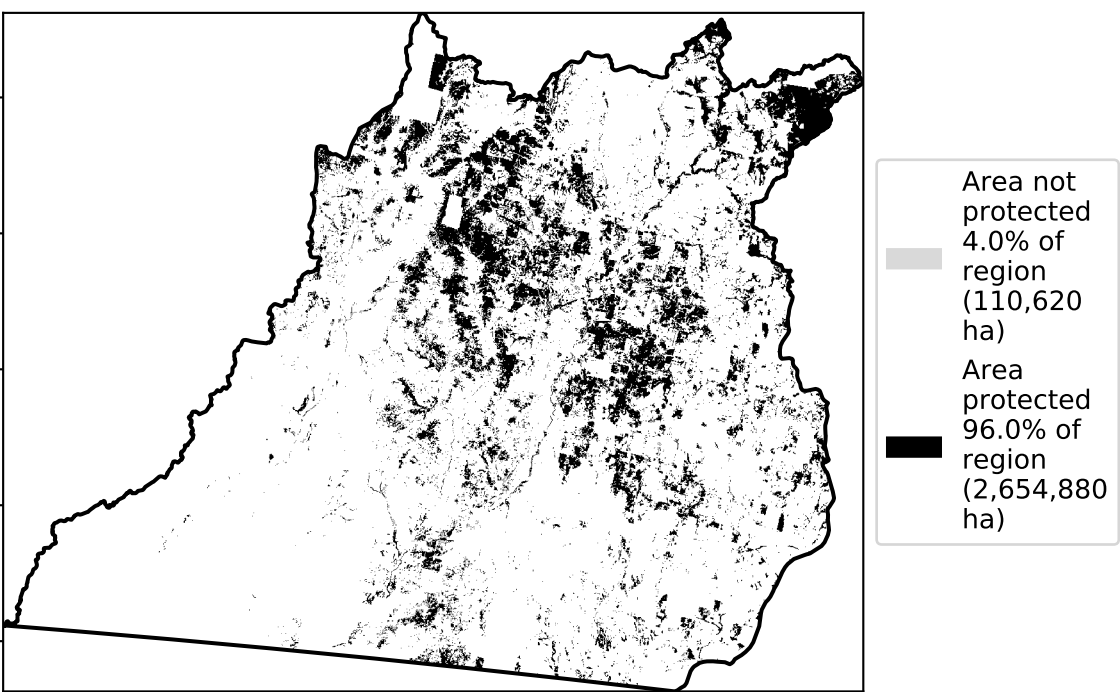 Area not
protected
4.0% of
region
(110,620
ha)
Area
protected
96.0% of
region
(2,654,880
ha)